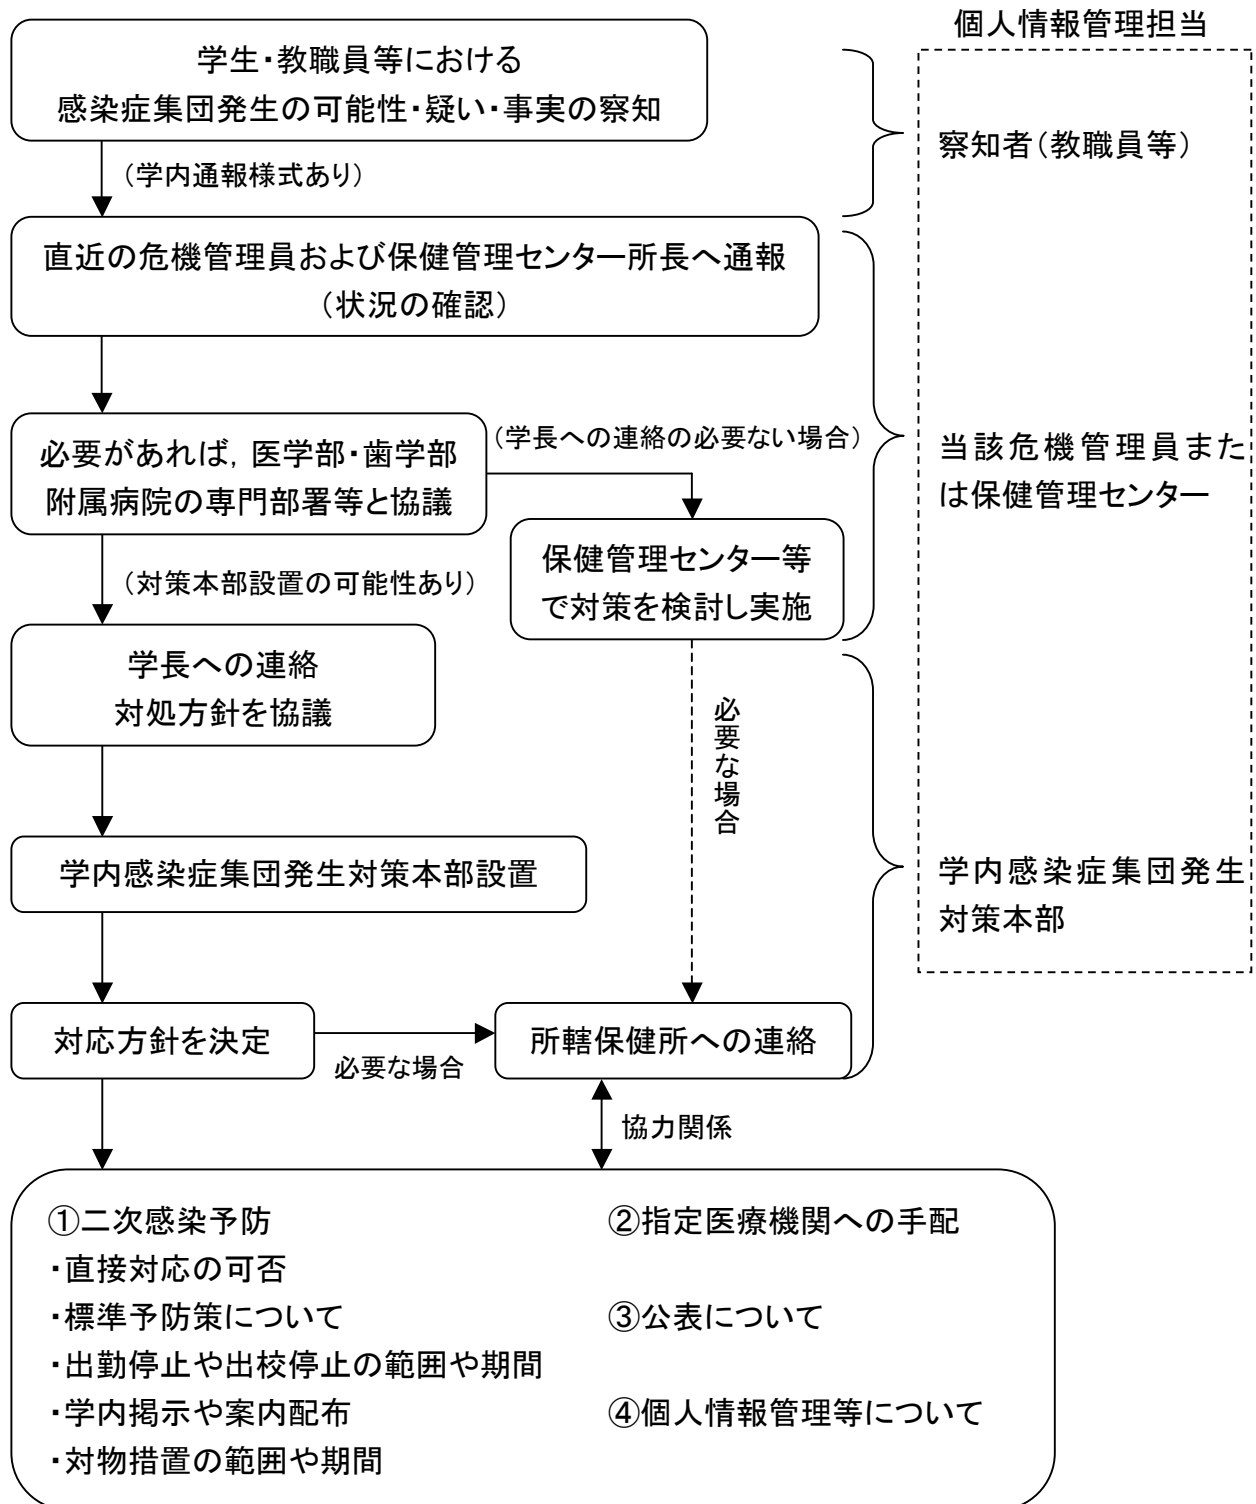 個人情報管理担当
学生・教職員等における
感染症集団発生の可能性・疑い・事実の察知
察知者（教職員等）
（学内通報様式あり）
直近の危機管理員および保健管理センター所長へ通報
（状況の確認）
必要があれば，医学部・歯学部
附属病院の専門部署等と協議
（学長への連絡の必要ない場合）
当該危機管理員また
は保健管理センター
保健管理センター等
で対策を検討し実施
（対策本部設置の可能性あり）
学長への連絡
対処方針を協議
必要な場合
学内感染症集団発生対策本部設置
学内感染症集団発生
対策本部
対応方針を決定
必要な場合
所轄保健所への連絡
協力関係
①二次感染予防
・直接対応の可否
・標準予防策について
・出勤停止や出校停止の範囲や期間
・学内掲示や案内配布
・対物措置の範囲や期間
②指定医療機関への手配
③公表について
④個人情報管理等について